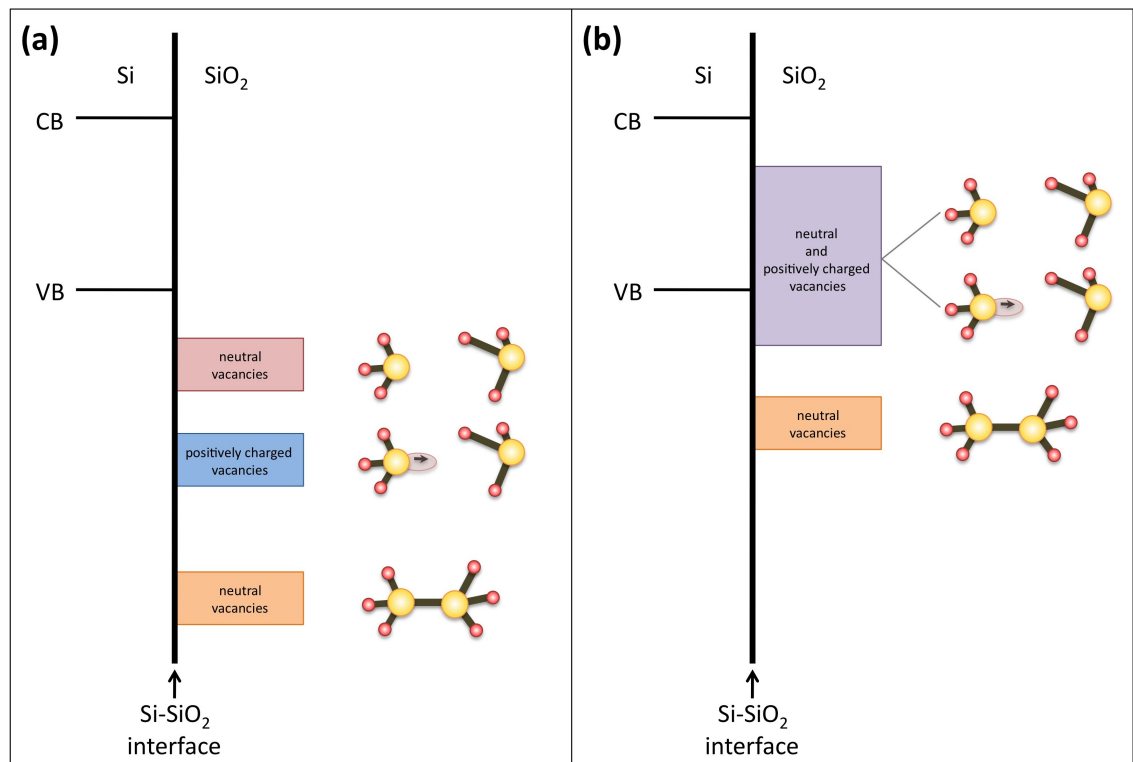 (a)
Si
SiO₂
CB
VB
neutral
vacancies
positively charged
vacancies
neutral
vacancies
Si-SiO₂
interface
(b)
Si
SiO₂
CB
VB
neutral
and
positively charged
vacancies
neutral
vacancies
Si-SiO₂
interface